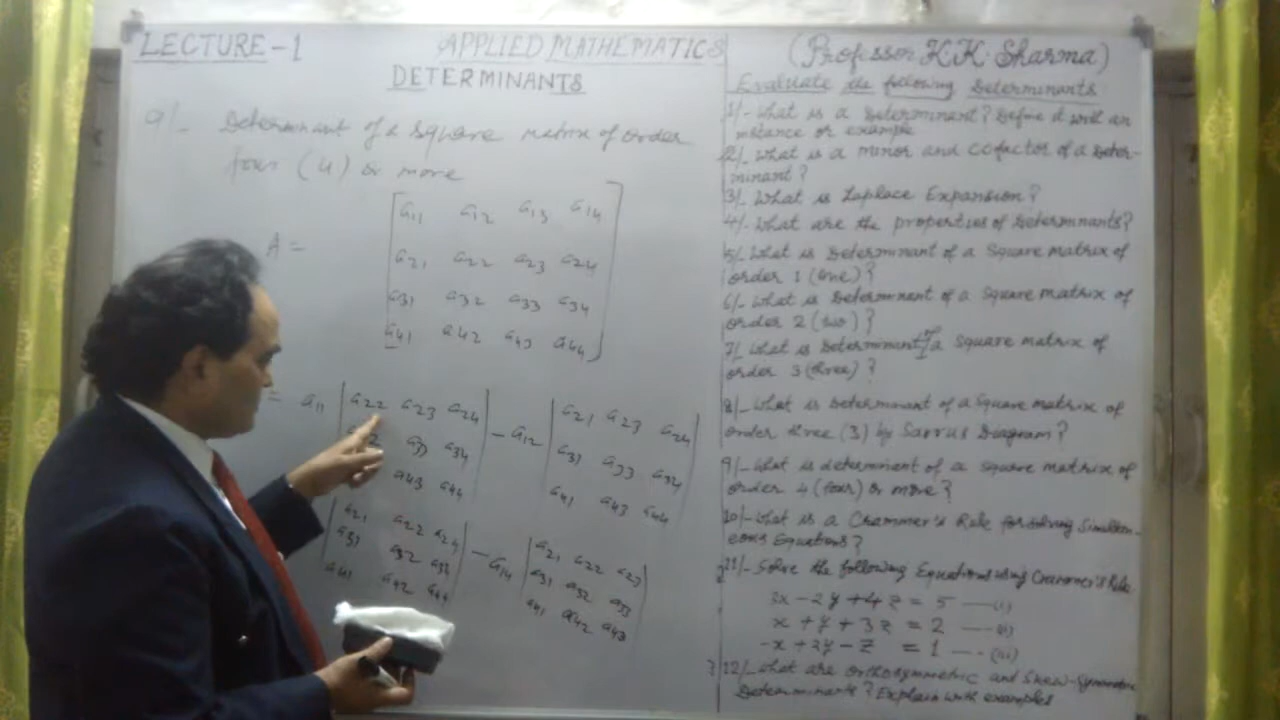 LECTURE-1
APPLIED MATHEMATICS
(Professor K.K. Sharma)
DETERMINANTS
9/- Determinant of a square matrix of order
four (4) or more
A =
a11 a12 a13 a14
a21 a22 a23 a24
a31 a32 a33 a34
a41 a42 a43 a44
= a11 | a22 a23 a24 | - a12 | a21 a23 a24 |
a33 a34 | a31 a33 a34
a43 a44 | a41 a43 a44
a21 a22 a24 | - a14 | a21 a22 a23
a31 a32 | a31 a32 a33
a41 a42 a44 | a41 a42 a43
Evaluate the following Determinants
1/- What is a Determinant? Define it with an
instance or example
2/- What is a minor and cofactor of a Deter-
minant?
3/- What is Laplace Expansion?
4/- What are the properties of Determinants?
5/- What is Determinant of a Square Matrix of
order 1 (one)?
6/- What is Determinant of a Square Matrix of
order 2 (two)?
7/- What is Determinant of a Square matrix of
order 3 (three)?
8/- What is Determinant of a Square matrix of
order three (3) by Sarrus Diagram?
9/- What is determinent of a square matrix of
order 4 (four) or more?
10/- What is a Crammer's Rule for solving Simultan-
eous Equations?
11/- Solve the following Equations using Crammer's Rule
3x - 2y + 4z = 5 —(i)
x + y + 3z = 2 —(ii)
-x + 2y - z = 1 —(iii)
12/- What are orthosymmetric and Skew-Symmetric
Determinants? Explain with examples